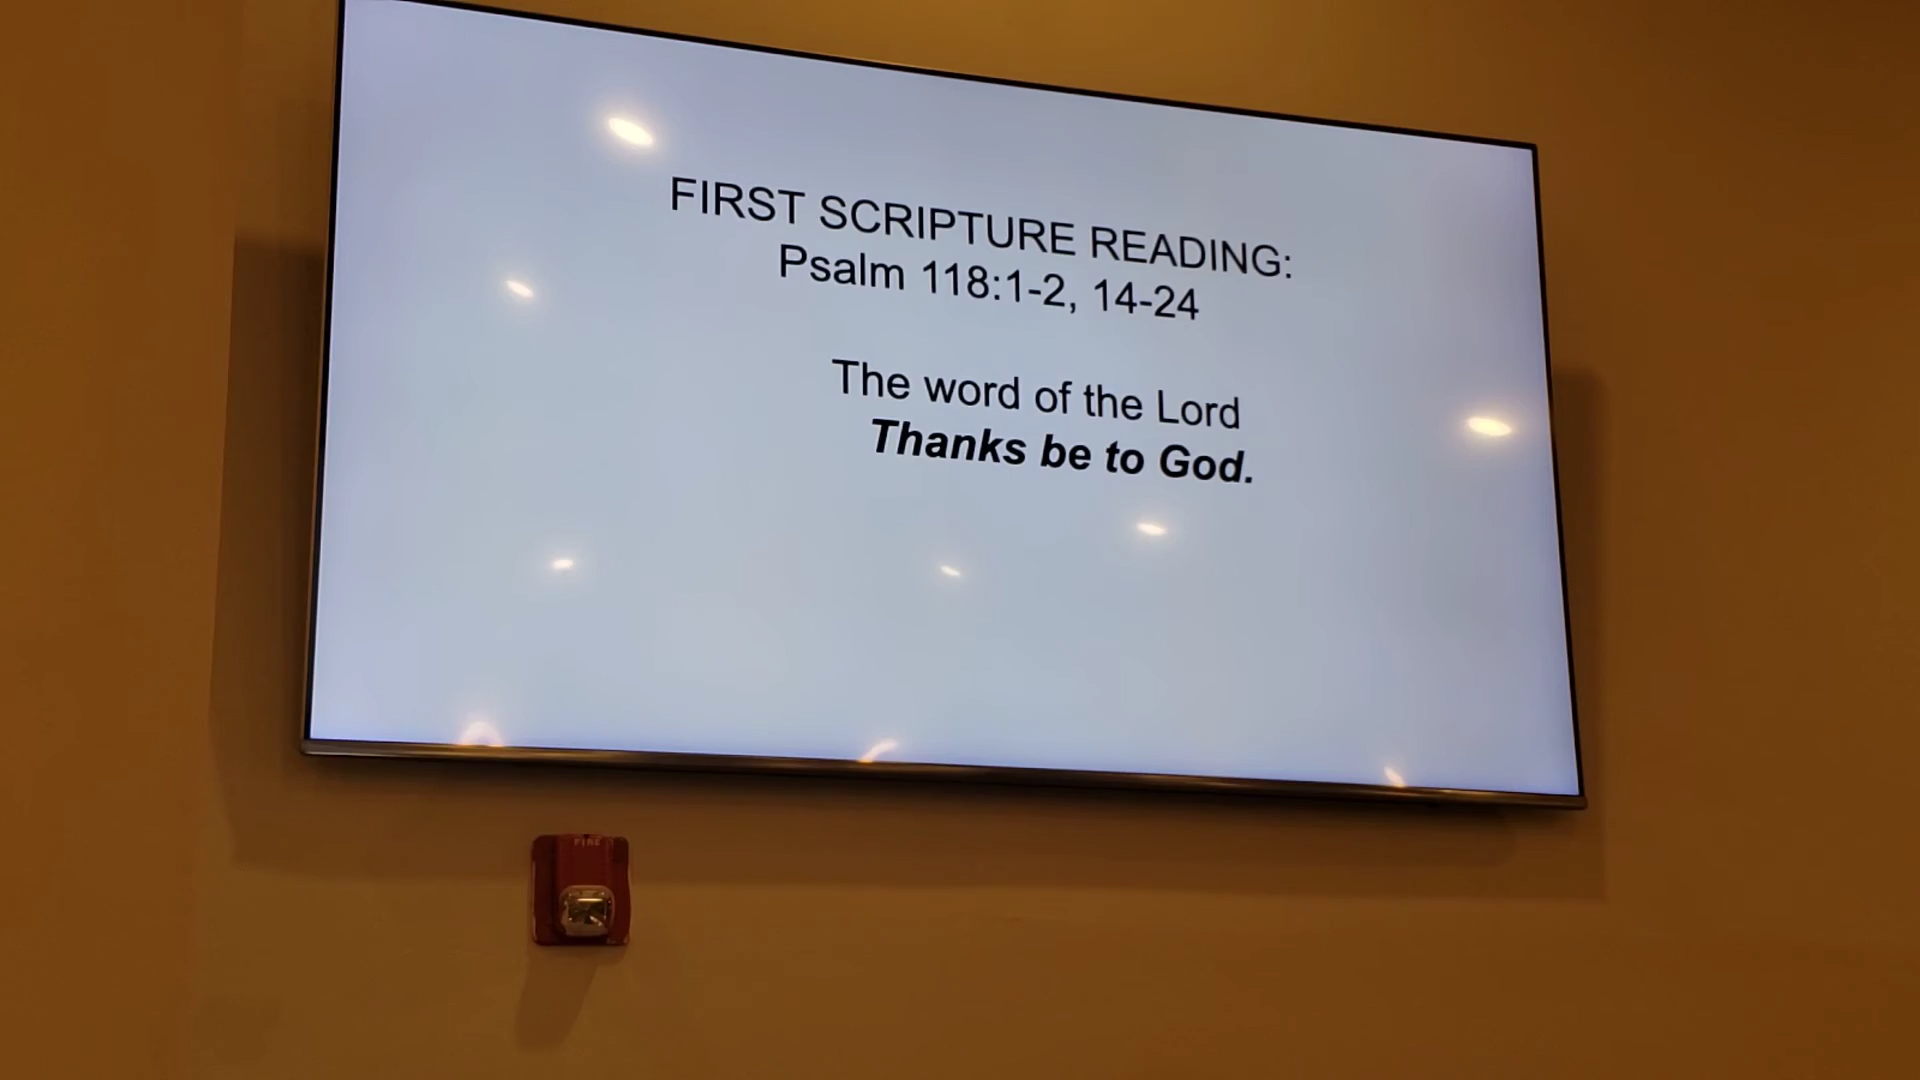 FIRST SCRIPTURE READING:
Psalm 118:1-2, 14-24
The word of the Lord
Thanks be to God.
FIRE